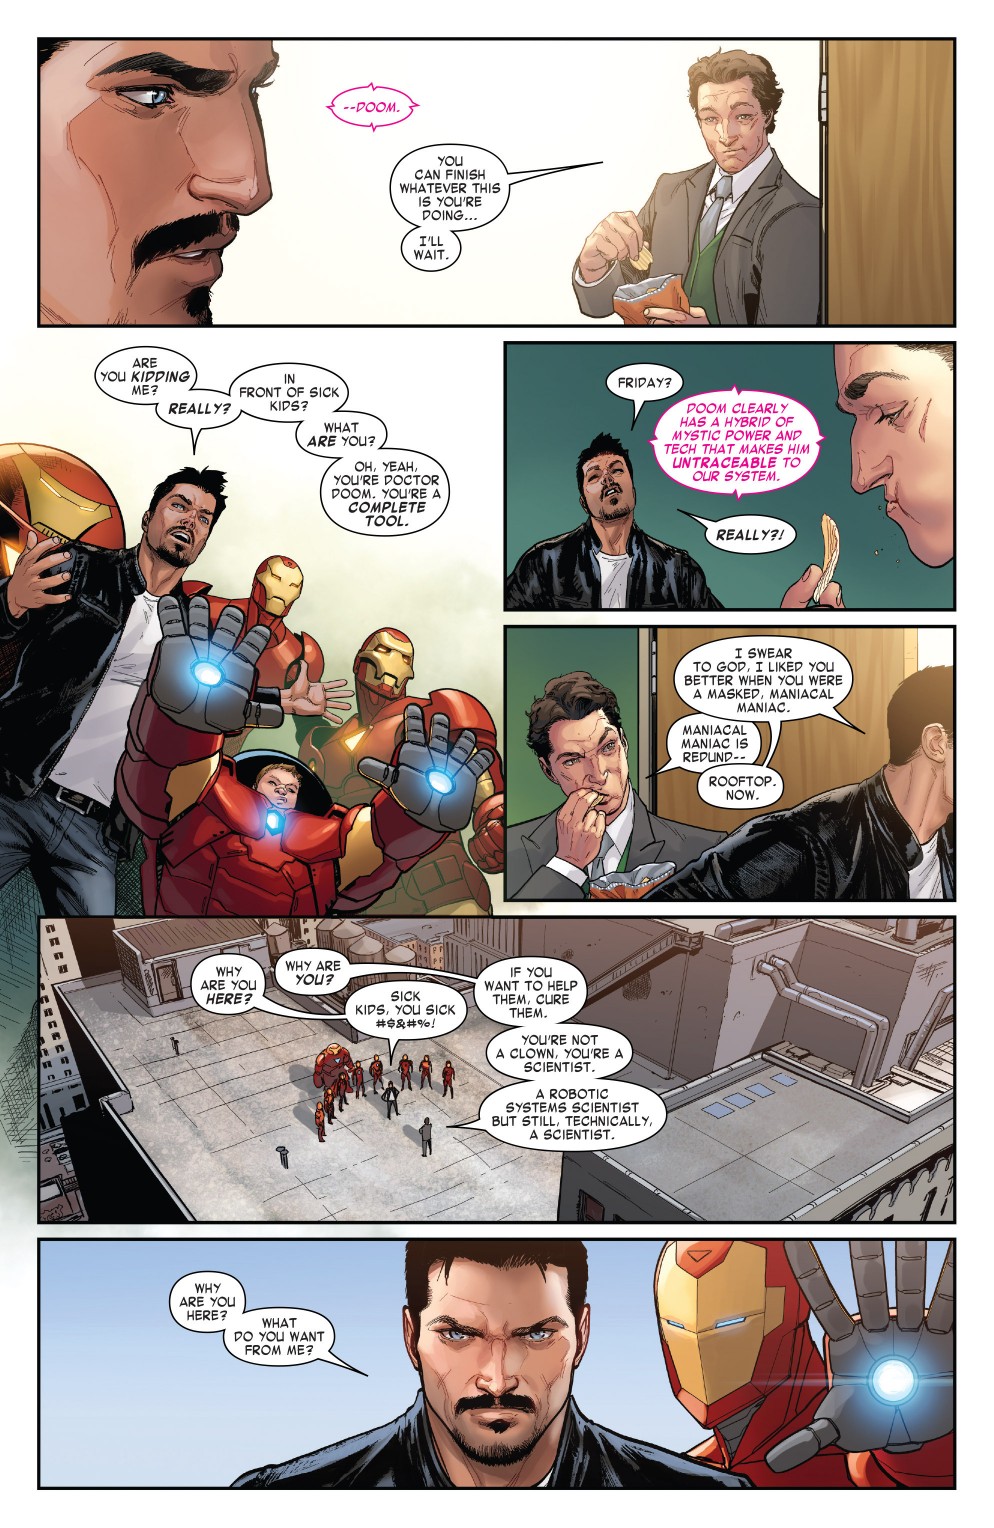 --DOOM.
YOU
CAN FINISH
WHATEVER THIS
IS YOU'RE
DOING...
I'LL
WAIT.
ARE
YOU KIDDING
ME?
REALLY?
IN
FRONT OF SICK
KIDS?
WHAT
ARE YOU?
OH, YEAH,
YOU'RE DOCTOR
DOOM. YOU'RE A
COMPLETE
TOOL.
FRIDAY?
DOOM CLEARLY
HAS A HYBRID OF
MYSTIC POWER AND
TECH THAT MAKES HIM
UNTRACEABLE TO
OUR SYSTEM.
REALLY?!
I SWEAR
TO GOD, I LIKED YOU
BETTER WHEN YOU WERE
A MASKED, MANIACAL
MANIAC.
MANIACAL
MANIAC IS
REDUND--
ROOFTOP.
NOW.
WHY
ARE YOU
HERE?
WHY ARE
YOU?
SICK
KIDS, YOU SICK
#$&#%!
IF YOU
WANT TO HELP
THEM, CURE
THEM.
YOU'RE NOT
A CLOWN, YOU'RE A
SCIENTIST.
A ROBOTIC
SYSTEMS SCIENTIST
BUT STILL, TECHNICALLY,
A SCIENTIST.
WHY
ARE YOU
HERE?
WHAT
DO YOU WANT
FROM ME?